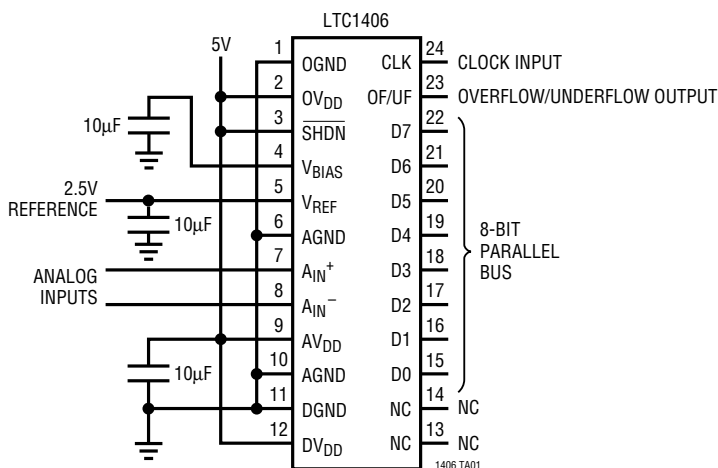 LTC1406
5V
1 OGND CLK 24 CLOCK INPUT
2 OVDD OF/UF 23 OVERFLOW/UNDERFLOW OUTPUT
3 SHDN D7 22
10µF
4 VBIAS D6 21
2.5V
REFERENCE
5 VREF D5 20
10µF
6 AGND D4 19
8-BIT
PARALLEL
BUS
ANALOG
INPUTS
7 AIN+ D3 18
8 AIN– D2 17
9 AVDD D1 16
10µF
10 AGND D0 15
11 DGND NC 14 NC
12 DVDD NC 13 NC
1406 TA01